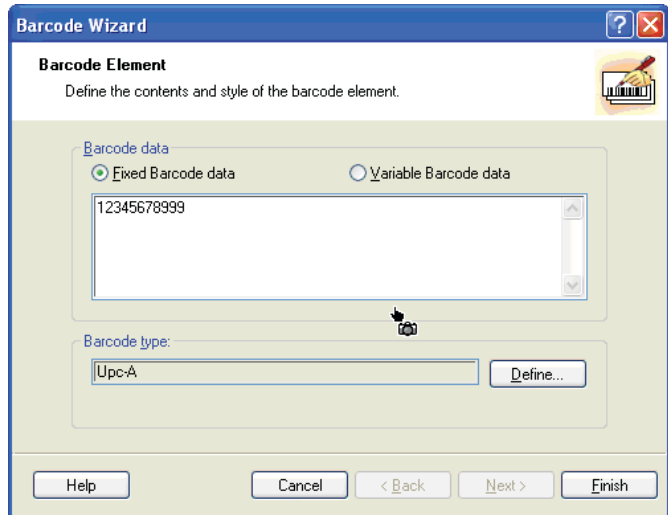 Barcode Wizard
Barcode Element
Define the contents and style of the barcode element.
Barcode data
Fixed Barcode data Variable Barcode data
12345678999
Barcode type:
Upc-A Define...
Help Cancel < Back Next > Finish